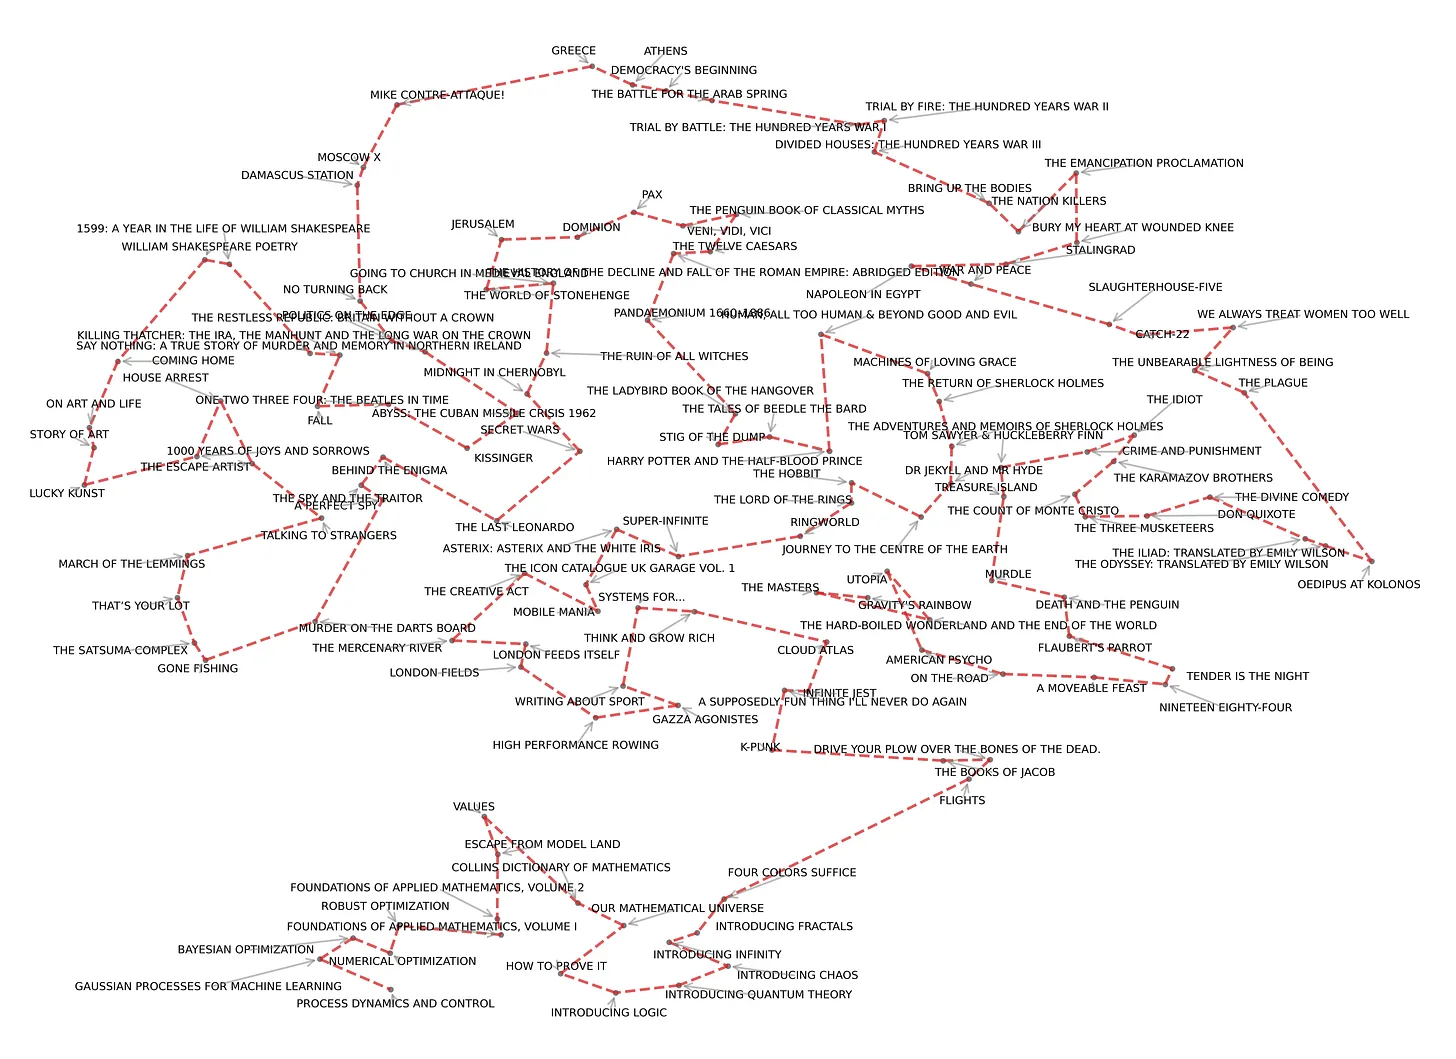 GREECE
ATHENS
DEMOCRACY'S BEGINNING
MIKE CONTRE-ATTAQUE!
THE BATTLE FOR THE ARAB SPRING
TRIAL BY FIRE: THE HUNDRED YEARS WAR II
TRIAL BY BATTLE: THE HUNDRED YEARS WAR I
DIVIDED HOUSES: THE HUNDRED YEARS WAR III
MOSCOW X
THE EMANCIPATION PROCLAMATION
DAMASCUS STATION
BRING UP THE BODIES
PAX
THE NATION KILLERS
THE PENGUIN BOOK OF CLASSICAL MYTHS
JERUSALEM
DOMINION
1599: A YEAR IN THE LIFE OF WILLIAM SHAKESPEARE
VENI, VIDI, VICI
BURY MY HEART AT WOUNDED KNEE
WILLIAM SHAKESPEARE POETRY
THE TWELVE CAESARS
STALINGRAD
GOING TO CHURCH IN MEDIEVAL ENGLAND
THE HISTORY OF THE DECLINE AND FALL OF THE ROMAN EMPIRE: ABRIDGED EDITION
WAR AND PEACE
NO TURNING BACK
THE WORLD OF STONEHENGE
NAPOLEON IN EGYPT
SLAUGHTERHOUSE-FIVE
POLITICS ON THE EDGE
THE RESTLESS REPUBLIC: BRITAIN WITHOUT A CROWN
PANDAEMONIUM 1660-1886
HUMAN, ALL TOO HUMAN & BEYOND GOOD AND EVIL
WE ALWAYS TREAT WOMEN TOO WELL
KILLING THATCHER: THE IRA, THE MANHUNT AND THE LONG WAR ON THE CROWN
CATCH-22
SAY NOTHING: A TRUE STORY OF MURDER AND MEMORY IN NORTHERN IRELAND
COMING HOME
THE RUIN OF ALL WITCHES
MACHINES OF LOVING GRACE
THE UNBEARABLE LIGHTNESS OF BEING
HOUSE ARREST
MIDNIGHT IN CHERNOBYL
THE RETURN OF SHERLOCK HOLMES
THE PLAGUE
THE LADYBIRD BOOK OF THE HANGOVER
ON ART AND LIFE
ONE TWO THREE FOUR: THE BEATLES IN TIME
THE IDIOT
THE TALES OF BEEDLE THE BARD
ABYSS: THE CUBAN MISSILE CRISIS 1962
FALL
THE ADVENTURES AND MEMOIRS OF SHERLOCK HOLMES
SECRET WARS
STORY OF ART
STIG OF THE DUMP
TOM SAWYER & HUCKLEBERRY FINN
1000 YEARS OF JOYS AND SORROWS
CRIME AND PUNISHMENT
KISSINGER
HARRY POTTER AND THE HALF-BLOOD PRINCE
THE ESCAPE ARTIST
BEHIND THE ENIGMA
THE HOBBIT
DR JEKYLL AND MR HYDE
THE KARAMAZOV BROTHERS
TREASURE ISLAND
LUCKY KUNST
THE SPY AND THE TRAITOR
THE LORD OF THE RINGS
THE DIVINE COMEDY
A PERFECT SPY
THE COUNT OF MONTE CRISTO
DON QUIXOTE
THE LAST LEONARDO
SUPER-INFINITE
RINGWORLD
THE THREE MUSKETEERS
TALKING TO STRANGERS
ASTERIX: ASTERIX AND THE WHITE IRIS
JOURNEY TO THE CENTRE OF THE EARTH
THE ILIAD: TRANSLATED BY EMILY WILSON
MARCH OF THE LEMMINGS
THE ICON CATALOGUE UK GARAGE VOL. 1
THE ODYSSEY: TRANSLATED BY EMILY WILSON
MURDLE
UTOPIA
OEDIPUS AT KOLONOS
THE CREATIVE ACT
THE MASTERS
SYSTEMS FOR...
THAT'S YOUR LOT
MOBILE MANIA
GRAVITY'S RAINBOW
DEATH AND THE PENGUIN
MURDER ON THE DARTS BOARD
THE HARD-BOILED WONDERLAND AND THE END OF THE WORLD
THINK AND GROW RICH
THE SATSUMA COMPLEX
THE MERCENARY RIVER
LONDON FEEDS ITSELF
CLOUD ATLAS
FLAUBERT'S PARROT
GONE FISHING
LONDON FIELDS
AMERICAN PSYCHO
ON THE ROAD
TENDER IS THE NIGHT
A MOVEABLE FEAST
INFINITE JEST
WRITING ABOUT SPORT
A SUPPOSEDLY FUN THING I'LL NEVER DO AGAIN
NINETEEN EIGHTY-FOUR
GAZZA AGONISTES
HIGH PERFORMANCE ROWING
K-PUNK
DRIVE YOUR PLOW OVER THE BONES OF THE DEAD.
THE BOOKS OF JACOB
FLIGHTS
VALUES
ESCAPE FROM MODEL LAND
COLLINS DICTIONARY OF MATHEMATICS
FOUR COLORS SUFFICE
FOUNDATIONS OF APPLIED MATHEMATICS, VOLUME 2
ROBUST OPTIMIZATION
OUR MATHEMATICAL UNIVERSE
FOUNDATIONS OF APPLIED MATHEMATICS, VOLUME I
INTRODUCING FRACTALS
BAYESIAN OPTIMIZATION
INTRODUCING INFINITY
NUMERICAL OPTIMIZATION
HOW TO PROVE IT
INTRODUCING CHAOS
GAUSSIAN PROCESSES FOR MACHINE LEARNING
INTRODUCING QUANTUM THEORY
PROCESS DYNAMICS AND CONTROL
INTRODUCING LOGIC